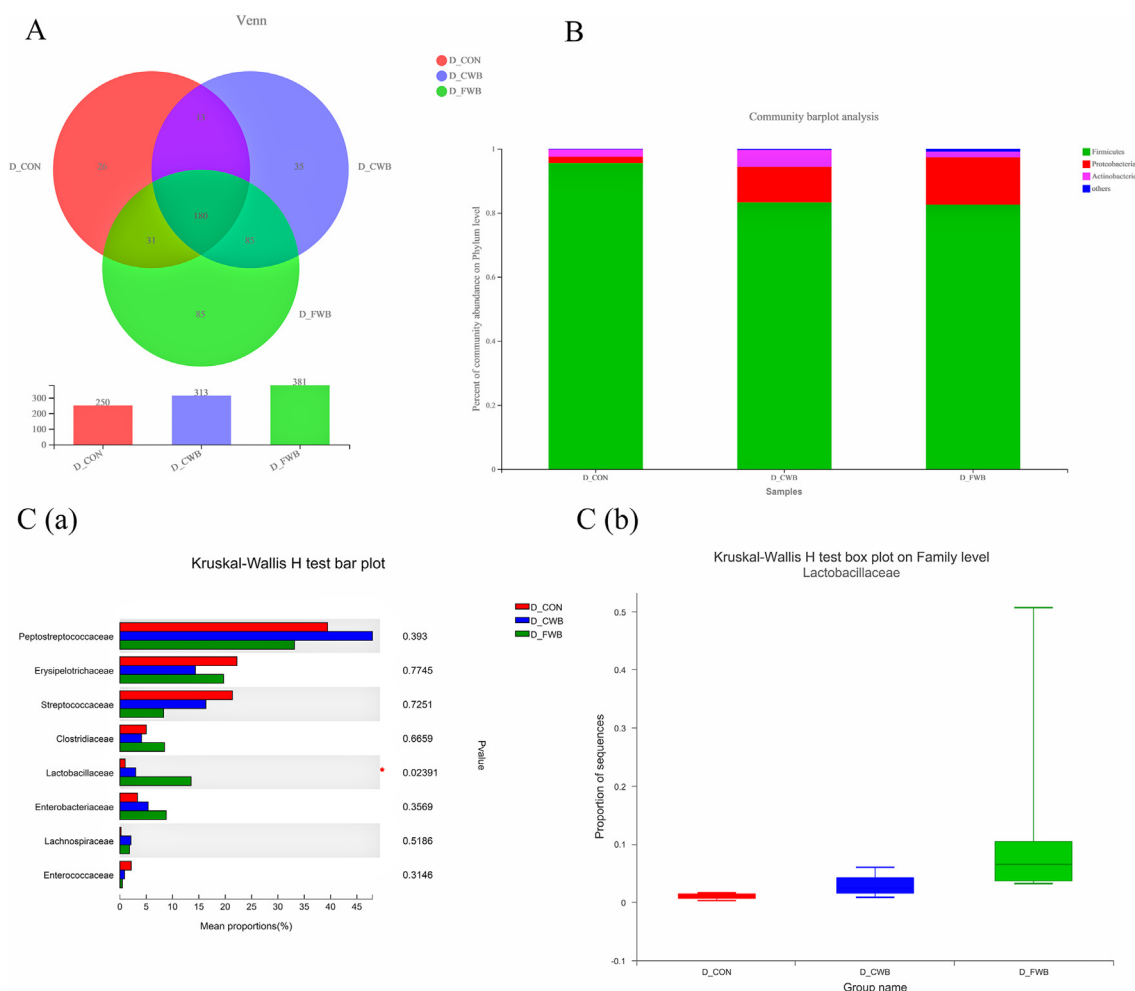 A
Venn
D_CON
D_CWB
D_FWB
13
D_CON
26
35
D_CWB
180
31
85
85
D_FWB
381
313
250
300
200
100
0
D_CON
D_CWB
D_FWB
B
Community barplot analysis
Percent of community abundance on Phylum level
1
0.8
0.6
0.4
0.2
0
D_CON
D_CWB
D_FWB
Samples
Firmicutes
Proteobacteria
Actinobacteria
others
C (a)
Kruskal-Wallis H test bar plot
D_CON
D_CWB
D_FWB
Peptostreptococcaceae
0.393
Erysipelotrichaceae
0.7745
Streptococcaceae
0.7251
Clostridiaceae
0.6659
Lactobacillaceae
* 0.02391
Enterobacteriaceae
0.3569
Lachnospiraceae
0.5186
Enterococcaceae
0.3146
Pvalue
0 5 10 15 20 25 30 35 40 45
Mean proportions(%)
C (b)
Kruskal-Wallis H test box plot on Family level
Lactobacillaceae
Proportion of sequences
0.5
0.4
0.3
0.2
0.1
0
-0.1
D_CON
D_CWB
D_FWB
Group name